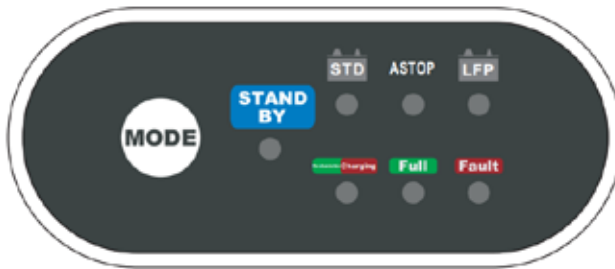 STD ASTOP LFP
STAND
BY
MODE
Charging Full Fault